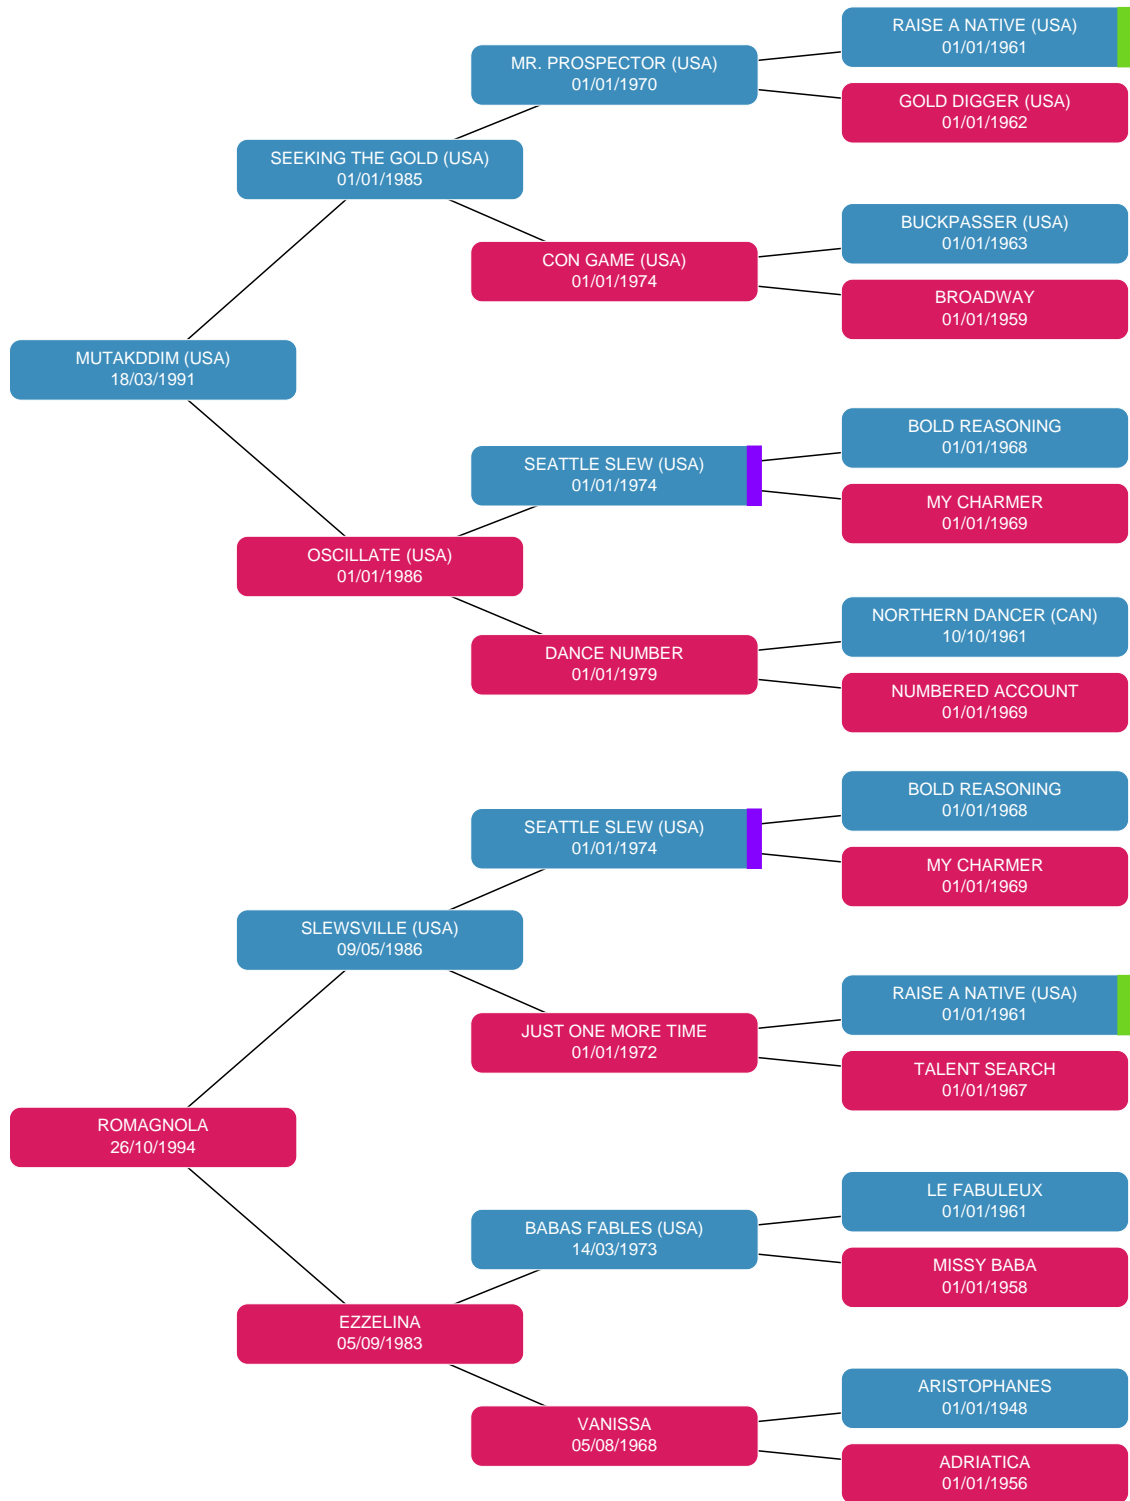 RAISE A NATIVE (USA)
01/01/1961
MR. PROSPECTOR (USA)
01/01/1970
GOLD DIGGER (USA)
01/01/1962
SEEKING THE GOLD (USA)
01/01/1985
BUCKPASSER (USA)
01/01/1963
CON GAME (USA)
01/01/1974
BROADWAY
01/01/1959
MUTAKDDIM (USA)
18/03/1991
BOLD REASONING
01/01/1968
SEATTLE SLEW (USA)
01/01/1974
MY CHARMER
01/01/1969
OSCILLATE (USA)
01/01/1986
NORTHERN DANCER (CAN)
10/10/1961
DANCE NUMBER
01/01/1979
NUMBERED ACCOUNT
01/01/1969
BOLD REASONING
01/01/1968
SEATTLE SLEW (USA)
01/01/1974
MY CHARMER
01/01/1969
SLEWSVILLE (USA)
09/05/1986
RAISE A NATIVE (USA)
01/01/1961
JUST ONE MORE TIME
01/01/1972
TALENT SEARCH
01/01/1967
ROMAGNOLA
26/10/1994
LE FABULEUX
01/01/1961
BABAS FABLES (USA)
14/03/1973
MISSY BABA
01/01/1958
EZZELINA
05/09/1983
ARISTOPHANES
01/01/1948
VANISSA
05/08/1968
ADRIATICA
01/01/1956